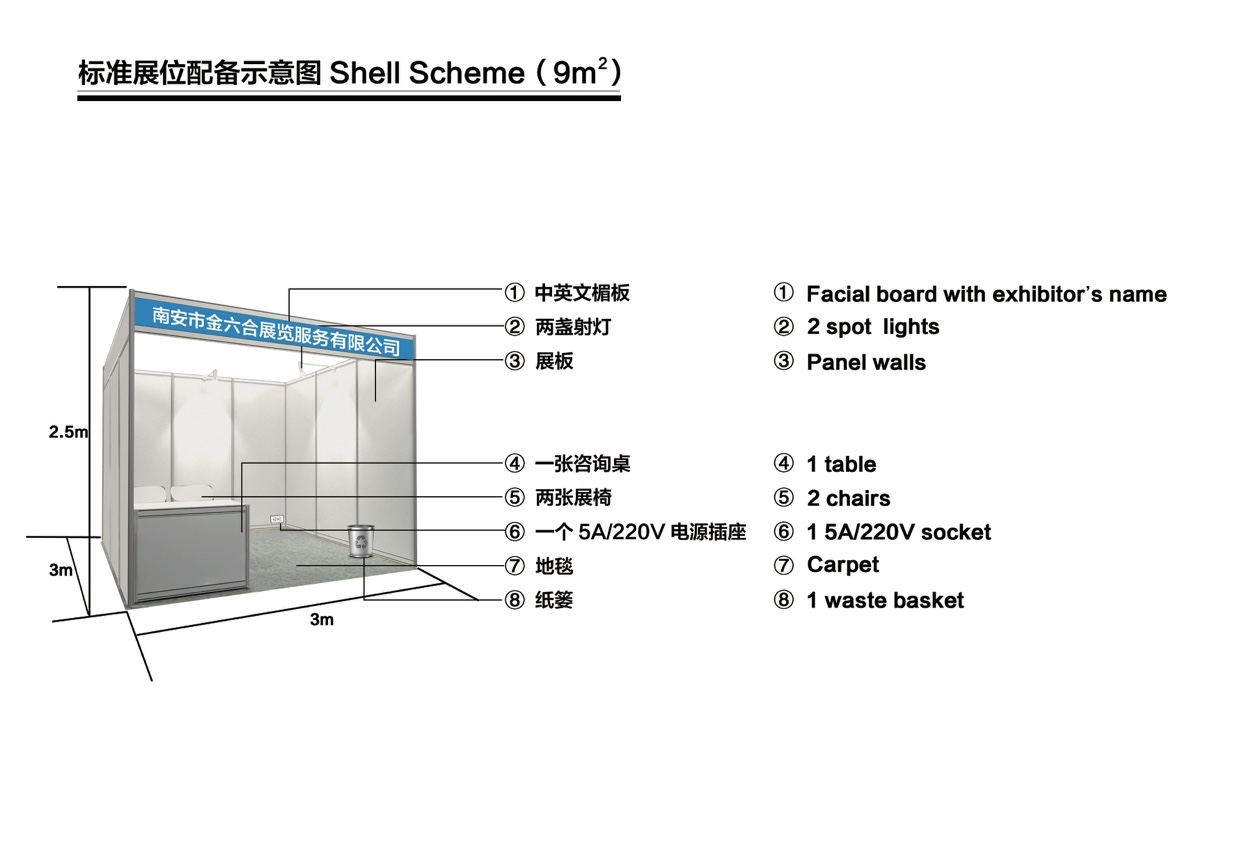 标准展位配备示意图 Shell Scheme（9m²）
南安市金六合展览服务有限公司
① 中英文楣板
② 两盏射灯
③ 展板
④ 一张咨询桌
⑤ 两张展椅
⑥ 一个 5A/220V 电源插座
⑦ 地毯
⑧ 纸篓
① Facial board with exhibitor's name
② 2 spot lights
③ Panel walls
④ 1 table
⑤ 2 chairs
⑥ 1 5A/220V socket
⑦ Carpet
⑧ 1 waste basket
2.5m
3m
3m